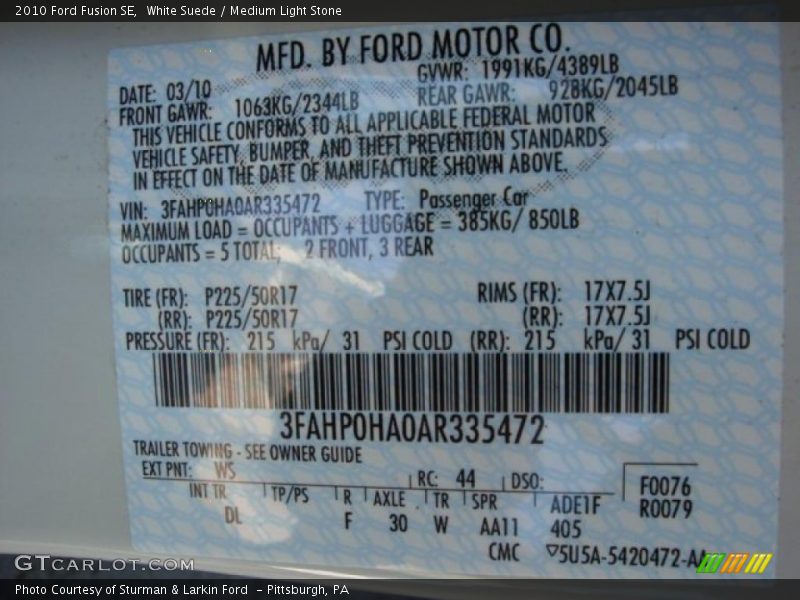 2010 Ford Fusion SE,  White Suede / Medium Light Stone
MFD. BY FORD MOTOR CO.
DATE: 03/10 GVWR: 1991KG/4389LB
FRONT GAWR: 1063KG/2344LB REAR GAWR: 928KG/2045LB
THIS VEHICLE CONFORMS TO ALL APPLICABLE FEDERAL MOTOR
VEHICLE SAFETY, BUMPER, AND THEFT PREVENTION STANDARDS
IN EFFECT ON THE DATE OF MANUFACTURE SHOWN ABOVE.
VIN: 3FAHP0HA0AR335472 TYPE: Passenger Car
MAXIMUM LOAD = OCCUPANTS + LUGGAGE = 385KG/ 850LB
OCCUPANTS = 5 TOTAL, 2 FRONT, 3 REAR
TIRE (FR): P225/50R17 RIMS (FR): 17X7.5J
(RR): P225/50R17 (RR): 17X7.5J
PRESSURE (FR): 215 kPa/ 31 PSI COLD (RR): 215 kPa/ 31 PSI COLD
3FAHP0HA0AR335472
TRAILER TOWING - SEE OWNER GUIDE
EXT PNT: WS RC: 44 DSO: F0076
INT TR TP/PS R AXLE TR SPR ADE1F R0079
DL F 30 W AA11 405
CMC ▽5U5A-5420472-AA
GTCARLOT.COM
Photo Courtesy of Sturman & Larkin Ford  - Pittsburgh, PA